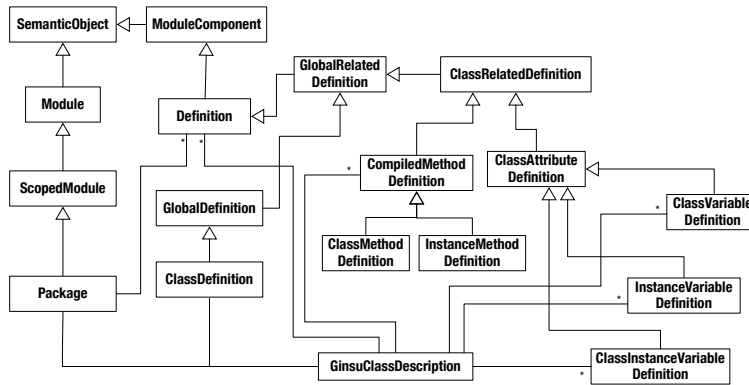 SemanticObject
ModuleComponent
GlobalRelated
Definition
ClassRelatedDefinition
Module
Definition
*
*
ScopedModule
GlobalDefinition
*
CompiledMethod
Definition
ClassAttribute
Definition
ClassVariable
Definition
*
ClassMethod
Definition
InstanceMethod
Definition
Package
ClassDefinition
InstanceVariable
Definition
*
GinsuClassDescription
ClassInstanceVariable
Definition
*